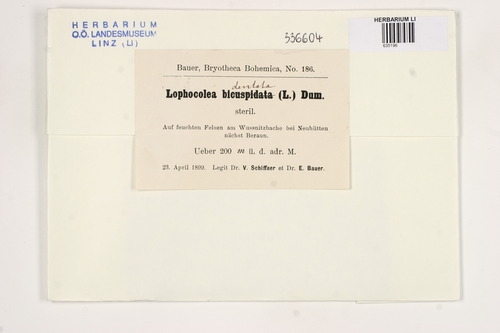 HERBARIUM
O.Ö. LANDESMUSEUM
LINZ (LI)
336604
HERBARIUM LI
Bauer, Bryotheca Bohemica, No. 186.
dentata
Lophocolea bicuspidata (L.) Dum.
steril.
Auf feuchten Felsen am Wussnitzbache bei Neuhütten
nächst Beraun.
Ueber 200 m ü. d. adr. M.
23. April 1899. Legit Dr. V. Schiffner et Dr. E. Bauer.